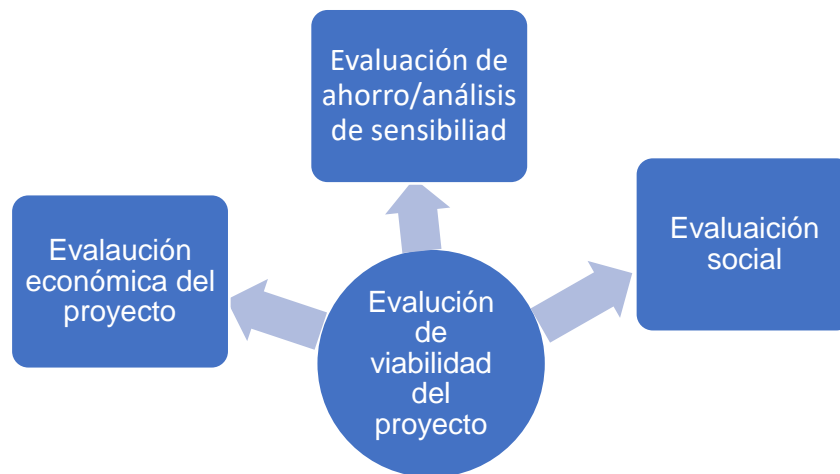 Evaluación de
ahorro/análisis
de sensibiliad
Evalaución
económica del
proyecto
Evaluaición
social
Evalución
de
viabilidad
del
proyecto